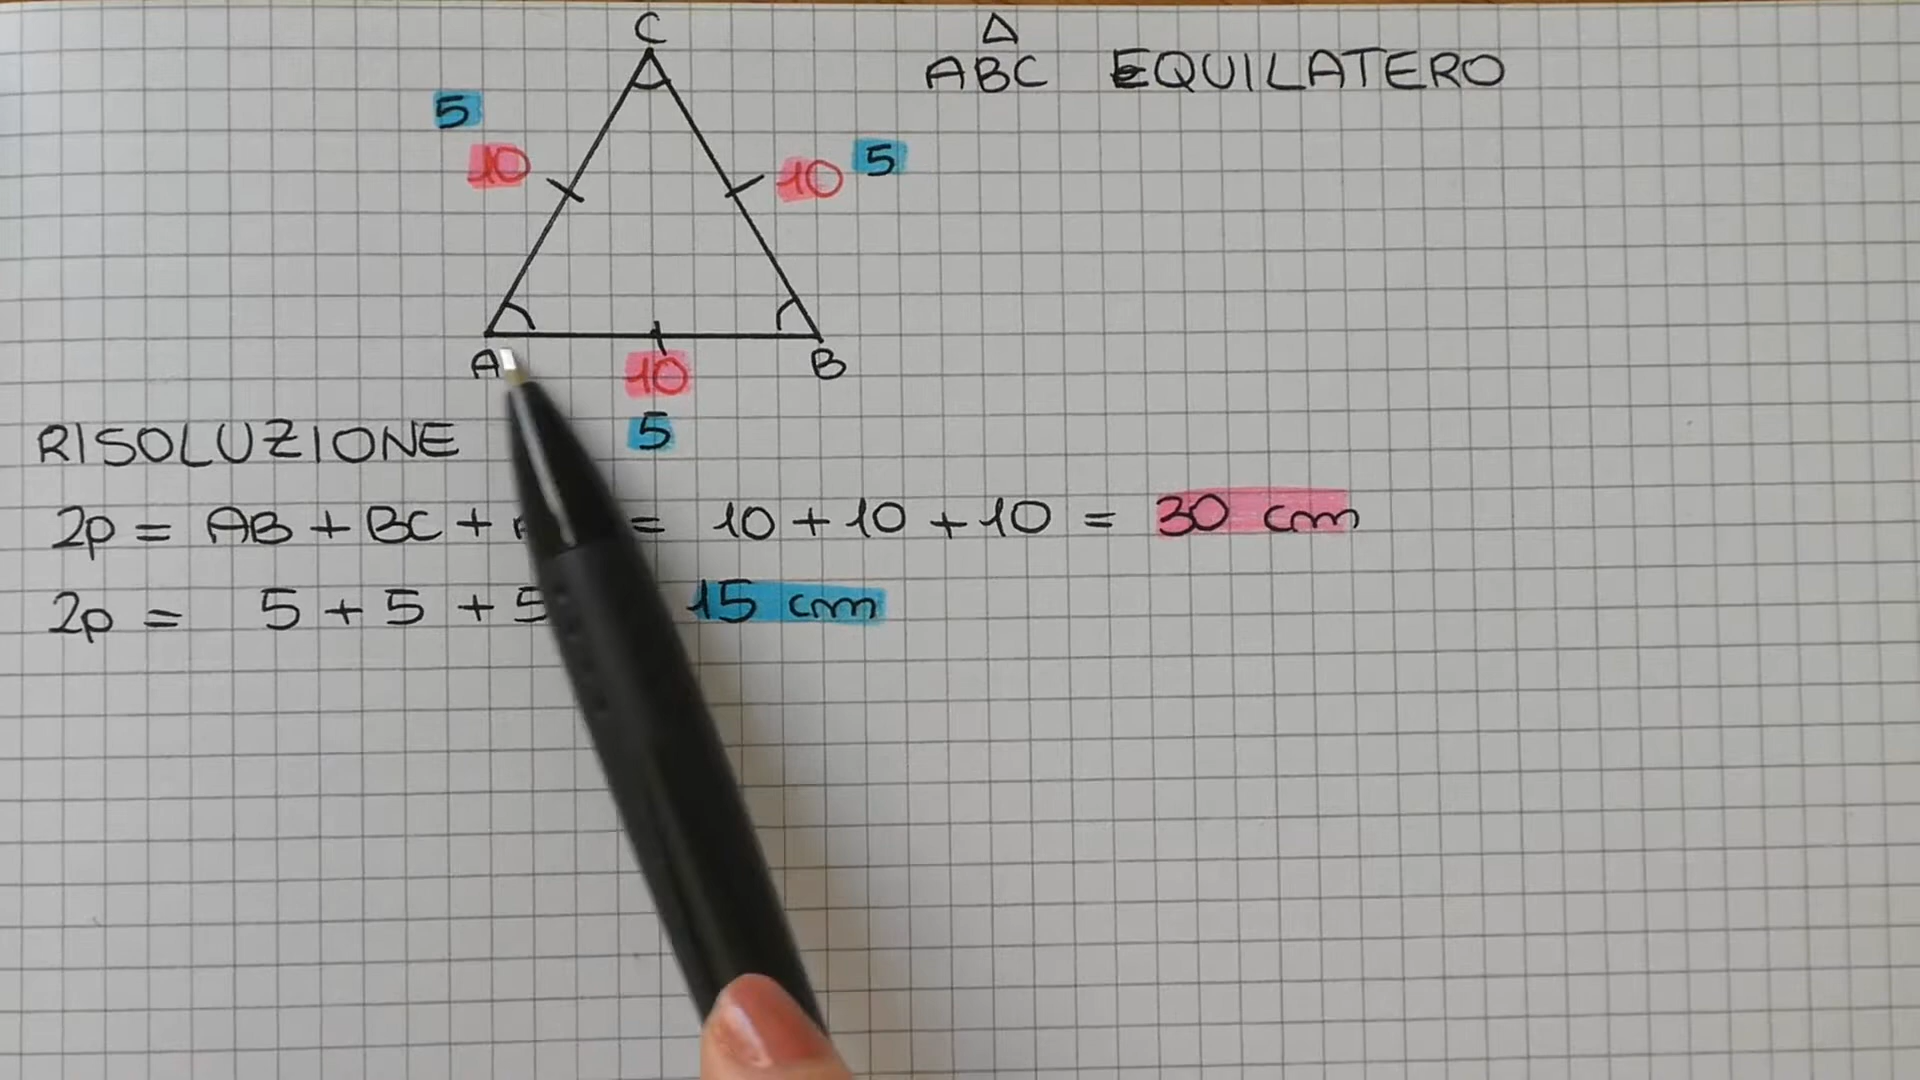 C
△
ABC EQUILATERO
5
10
10 5
A
10
B
5
RISOLUZIONE
2p = AB + BC + = 10 + 10 + 10 = 30 cm
2p = 5 + 5 + 5 15 cm